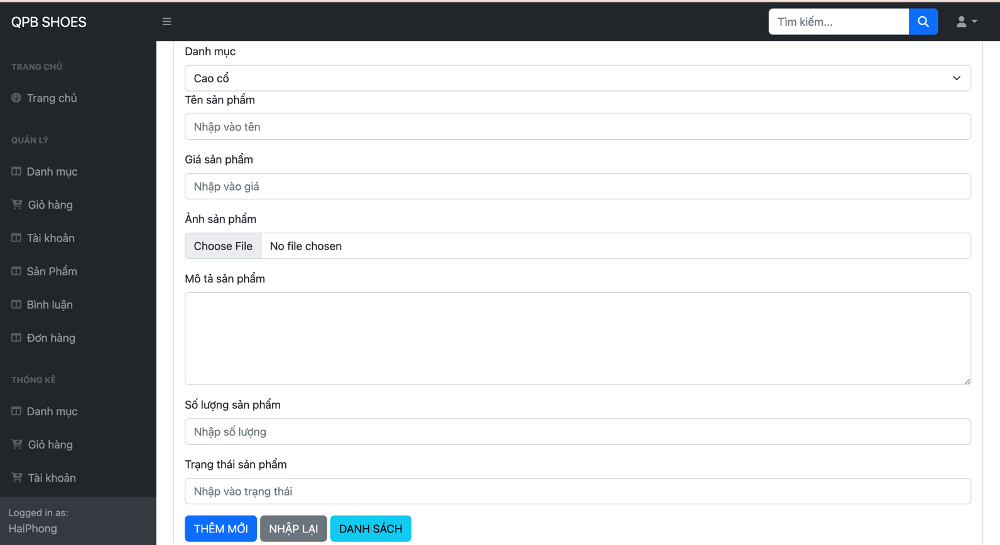 QPB SHOES
Tìm kiếm...
TRANG CHỦ
Trang chủ
QUẢN LÝ
Danh mục
Giỏ hàng
Tài khoản
Sản Phẩm
Bình luận
Đơn hàng
THỐNG KÊ
Danh mục
Giỏ hàng
Tài khoản
Logged in as:
HaiPhong
Danh mục
Cao cổ
Tên sản phẩm
Nhập vào tên
Giá sản phẩm
Nhập vào giá
Ảnh sản phẩm
Choose File No file chosen
Mô tả sản phẩm
Số lượng sản phẩm
Nhập số lượng
Trạng thái sản phẩm
Nhập vào trạng thái
THÊM MỚI NHẬP LẠI DANH SÁCH